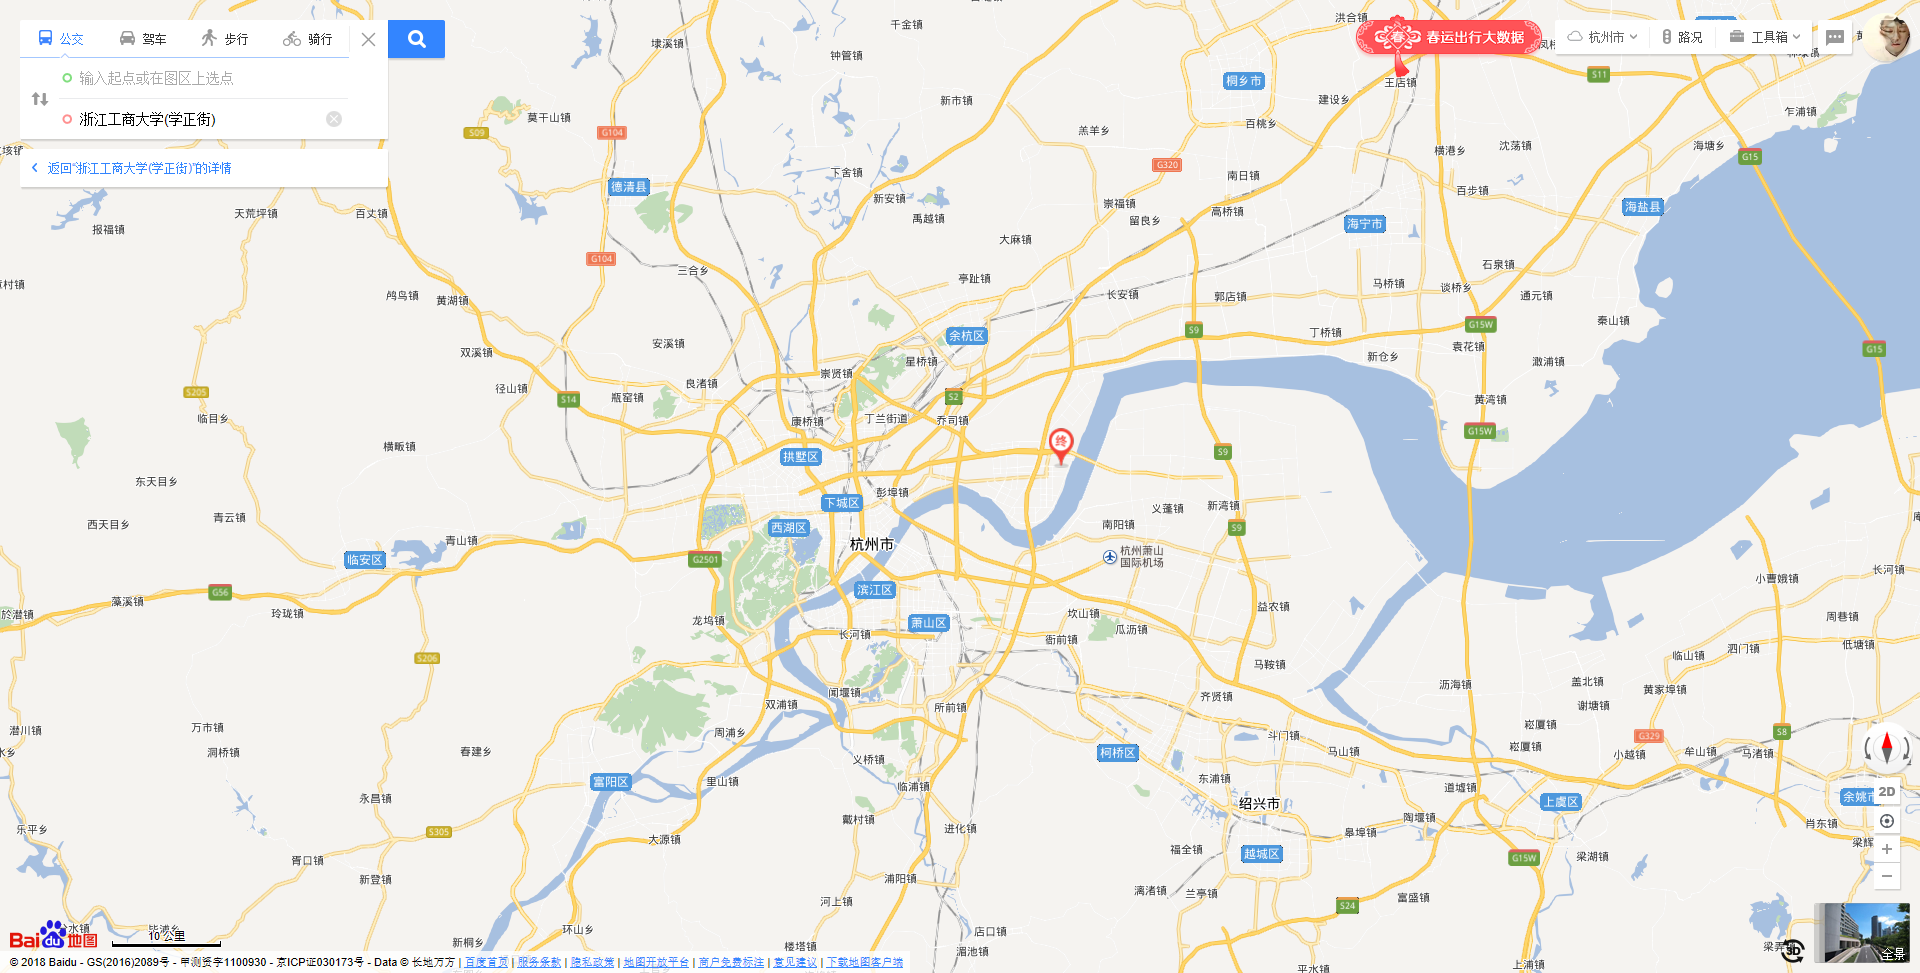 公交
驾车
步行
骑行
输入起点或在图区上选点
浙江工商大学(学正街)
返回"浙江工商大学(学正街)"的详情
春
春运出行大数据
杭州市
路况
工具箱
洪合镇
千金镇
埭溪镇
钟管镇
桐乡市
王店镇
S11
新市镇
建设乡
乍浦镇
莫干山镇
S09
G104
羔羊乡
百桃乡
G320
横港乡
沈荡镇
海塘乡
G15
下舍镇
南日镇
德清县
新安镇
崇福镇
百步镇
海盐县
天荒坪镇
百丈镇
禹越镇
留良乡
高桥镇
海宁市
报福镇
大麻镇
G104
三合乡
亭趾镇
石泉镇
马桥镇
谈桥乡
通元镇
鸬鸟镇
黄湖镇
长安镇
郭店镇
秦山镇
余杭区
S9
丁桥镇
G15W
安溪镇
双溪镇
星桥镇
新仓乡
袁花镇
澉浦镇
G15
崇贤镇
良渚镇
径山镇
S205
S14
瓶窑镇
S2
黄湾镇
临目乡
康桥镇
丁兰街道
乔司镇
G15W
横畈镇
终
拱墅区
S9
东天目乡
彭埠镇
下城区
义蓬镇
新湾镇
青云镇
西天目乡
西湖区
南阳镇
S9
青山镇
杭州市
杭州萧山
国际机场
临安区
G2501
G56
藻溪镇
滨江区
益农镇
小曹娥镇
长河镇
於潜镇
玲珑镇
龙坞镇
萧山区
坎山镇
瓜沥镇
周巷镇
长河镇
衙前镇
低塘镇
泗门镇
临山镇
S206
马鞍镇
沥海镇
盖北镇
黄家埠镇
闻堰镇
齐贤镇
双浦镇
所前镇
谢塘镇
崧厦镇
潜川镇
万市镇
周浦乡
斗门镇
马山镇
崧厦镇
G329
S8
洞桥镇
春建乡
义桥镇
柯桥区
小越镇
牟山镇
马渚镇
富阳区
里山镇
临浦镇
东浦镇
道墟镇
2D
永昌镇
绍兴市
上虞区
余姚市
乐平乡
S305
大源镇
戴村镇
进化镇
陶堰镇
皋埠镇
肖东镇
胥口镇
福全镇
越城区
G15W
梁湖镇
新登镇
浦阳镇
漓渚镇
兰亭镇
富盛镇
河上镇
S24
新桐乡
环山乡
楼塔镇
店口镇
湄池镇
平水镇
上浦镇
Bai du 地图
10 公里
3D
全景
© 2018 Baidu - GS(2016)2089号 - 甲测资字1100930 - 京ICP证030173号 - Data © 长地万方 | 百度首页 | 服务条款 | 隐私政策 | 地图开放平台 | 商户免费标注 | 意见建议 | 下载地图客户端